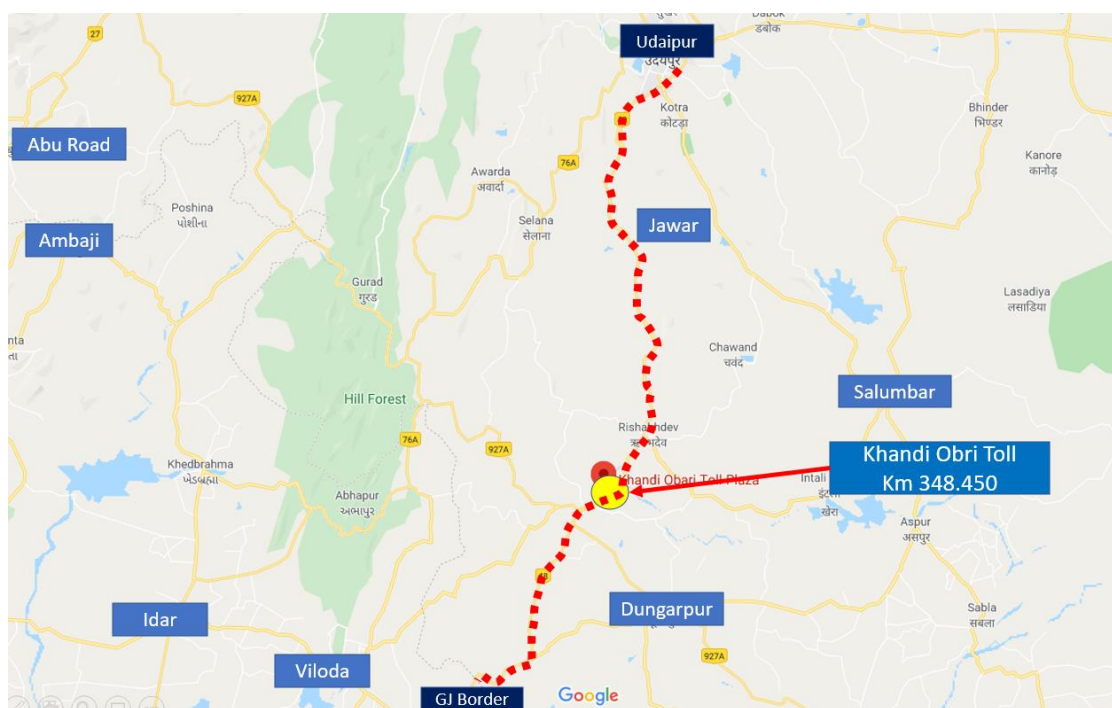 Udaipur
उदयपुर
Dabok
डबोक
27
927A
Kotra
कोटड़ा
Bhinder
भिण्डर
Abu Road
76A
Awarda
अवार्दा
Kanore
कानोड़
Poshina
પોશીના
Selana
सेलाना
Jawar
Ambaji
Gurad
गुरड
Lasadiya
लसाडिया
Chawand
चवंद
Salumbar
Hill Forest
Rishabhdev
76A
927A
Khandi Obri Toll
Km 348.450
Khedbrahma
ખેડબ્રહ્મા
Khandi Obari Toll Plaza
Intali
Abhapur
અભાપુર
खेरा
Aspur
असपुर
48
Dungarpur
Sabla
सबला
Idar
Viloda
927A
GJ Border
Google